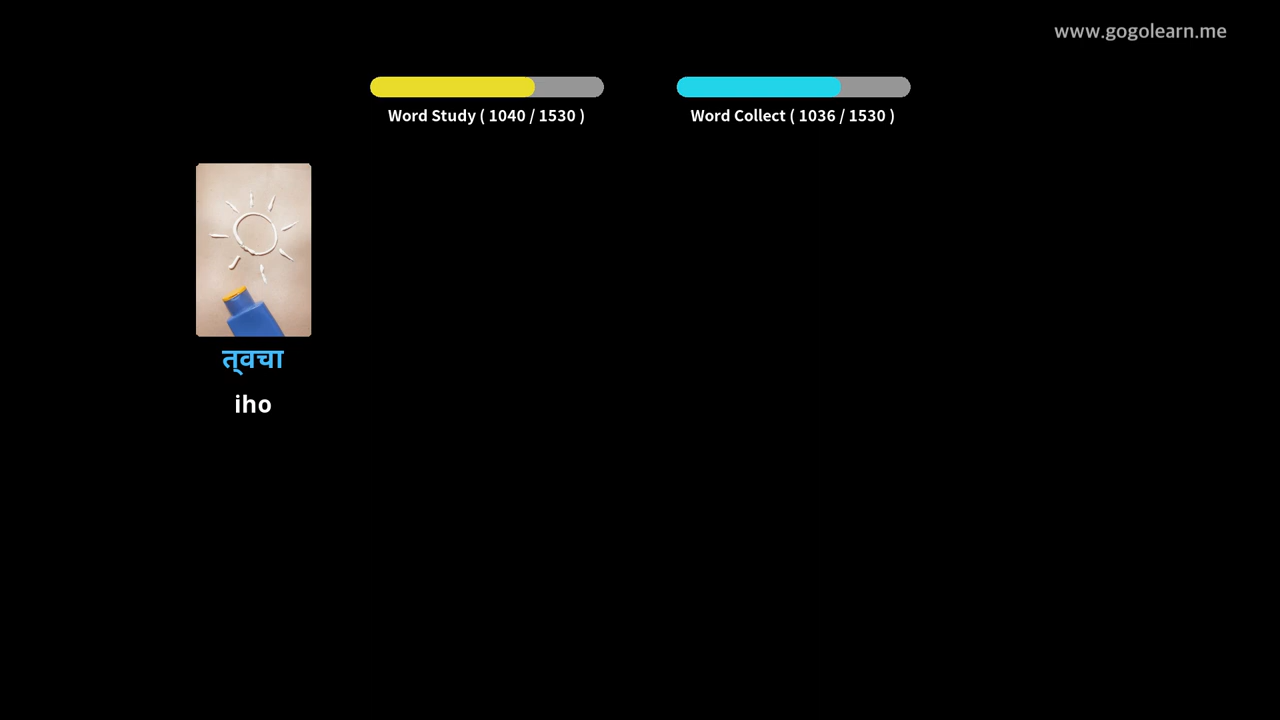 www.gogolearn.me
Word Study ( 1040 / 1530 )
Word Collect ( 1036 / 1530 )
त्वचा
iho